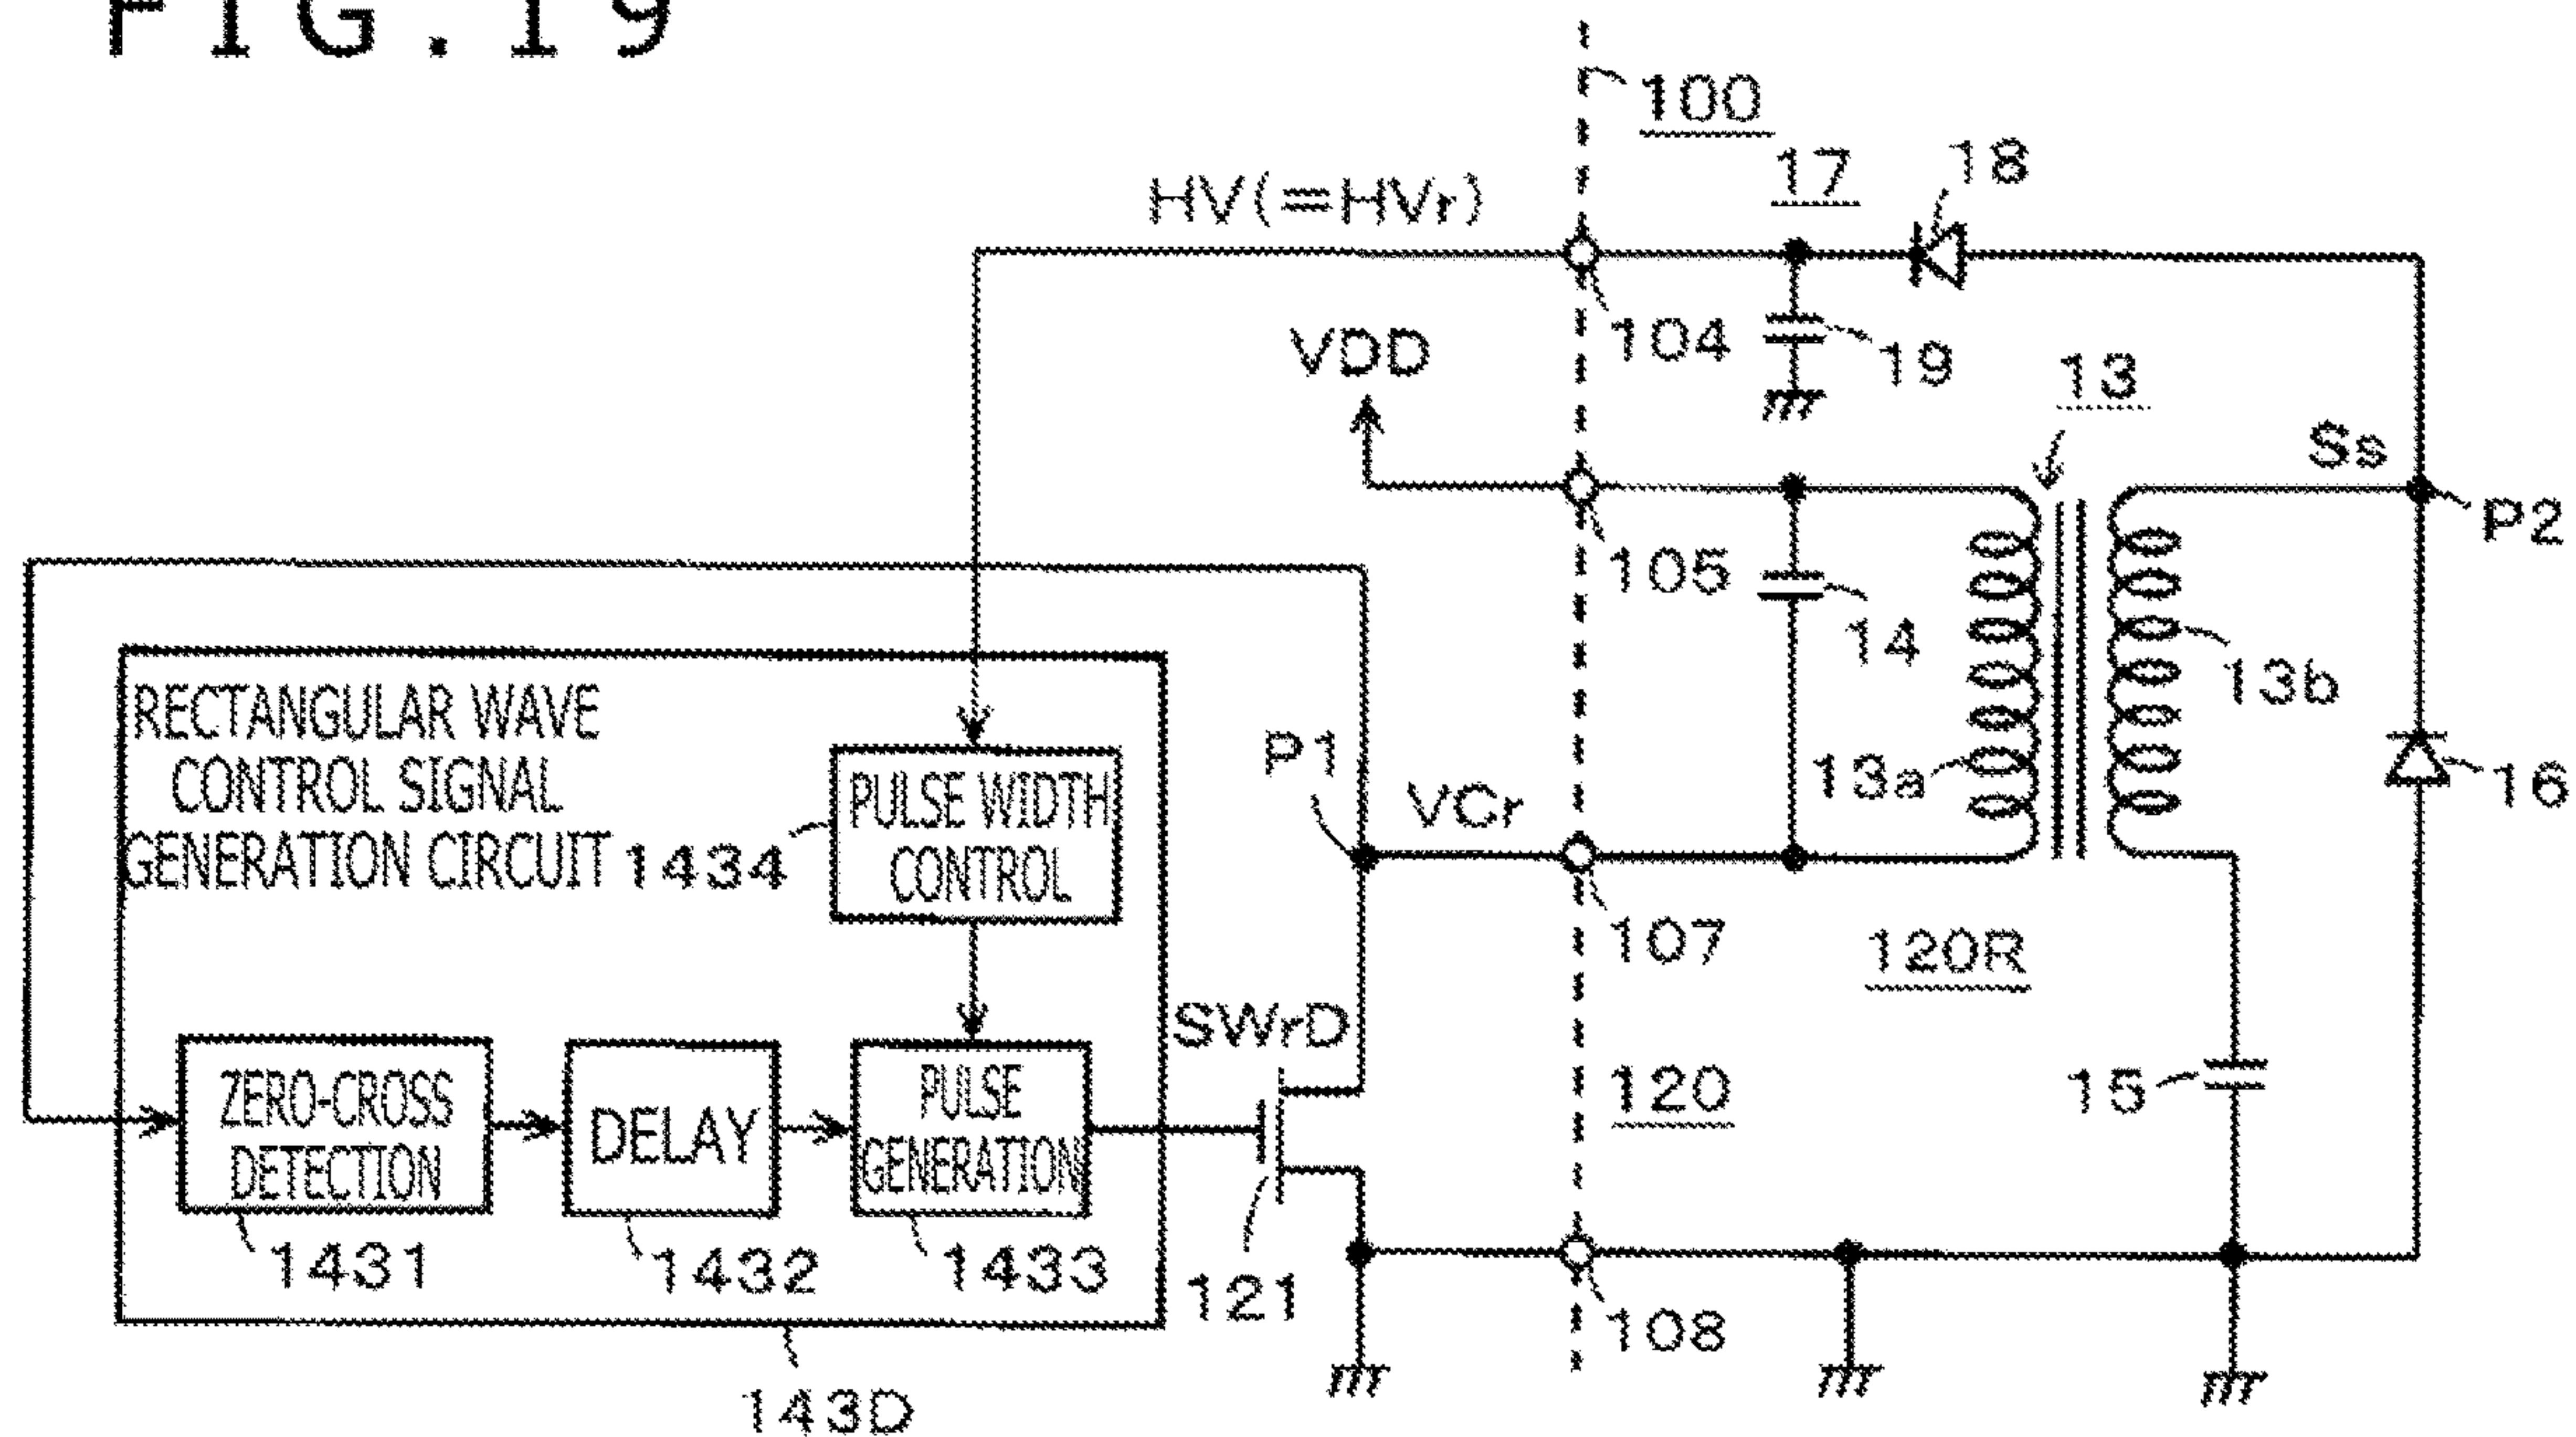 FIG.19
100
17
18
HV(=HVr)
104
19
VDD
13
Ss
P2
105
14
13b
RECTANGULAR WAVE
CONTROL SIGNAL
GENERATION CIRCUIT
1434
PULSE WIDTH
CONTROL
P1
VCr
13a
16
107
120R
SWrD
120
15
ZERO-CROSS
DETECTION
DELAY
PULSE
GENERATION
1431
1432
1433
121
108
143D